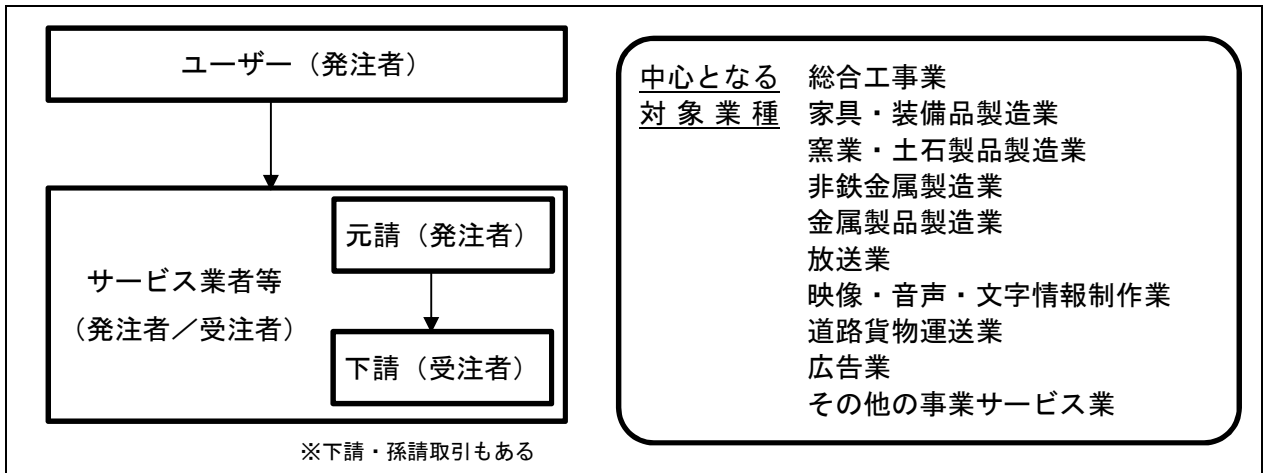 ユーザー（発注者）
元請（発注者）
サービス業者等
（発注者／受注者）
下請（受注者）
※下請・孫請取引もある
中心となる　総合工事業
対象業種　家具・装備品製造業
窯業・土石製品製造業
非鉄金属製造業
金属製品製造業
放送業
映像・音声・文字情報制作業
道路貨物運送業
広告業
その他の事業サービス業